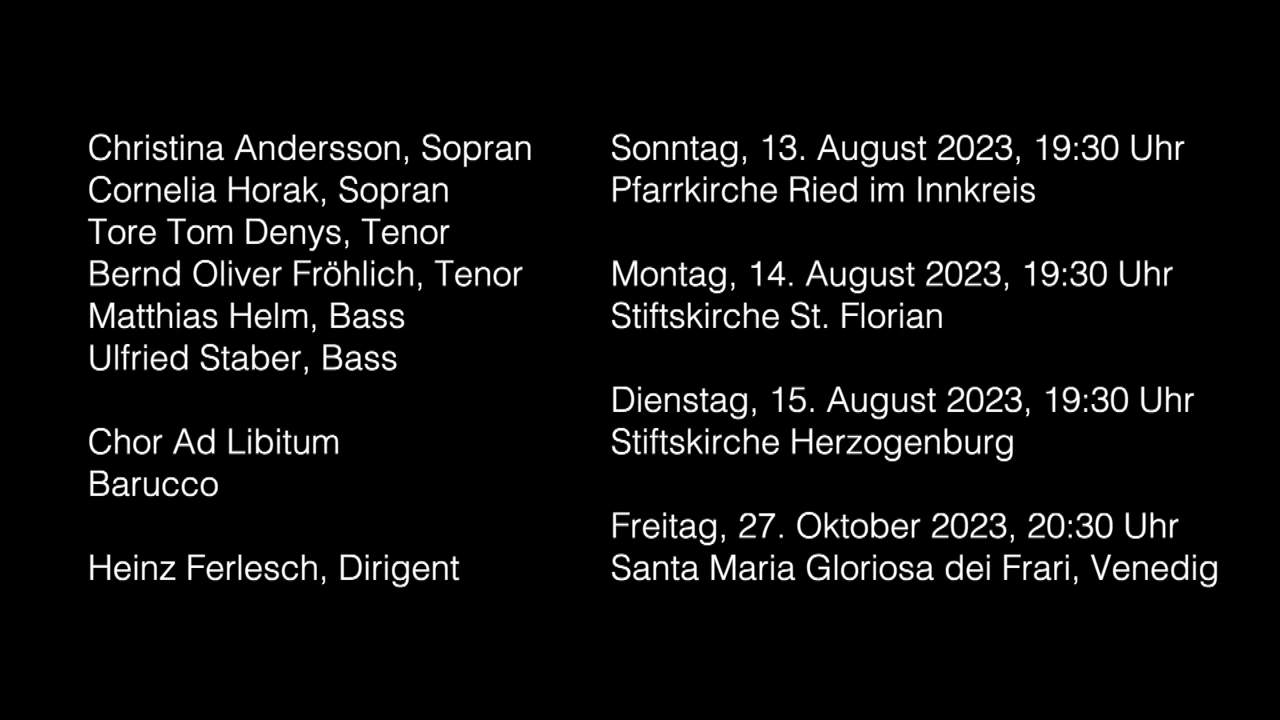 Christina Andersson, Sopran
Cornelia Horak, Sopran
Tore Tom Denys, Tenor
Bernd Oliver Fröhlich, Tenor
Matthias Helm, Bass
Ulfried Staber, Bass
Chor Ad Libitum
Barucco
Heinz Ferlesch, Dirigent
Sonntag, 13. August 2023, 19:30 Uhr
Pfarrkirche Ried im Innkreis
Montag, 14. August 2023, 19:30 Uhr
Stiftskirche St. Florian
Dienstag, 15. August 2023, 19:30 Uhr
Stiftskirche Herzogenburg
Freitag, 27. Oktober 2023, 20:30 Uhr
Santa Maria Gloriosa dei Frari, Venedig